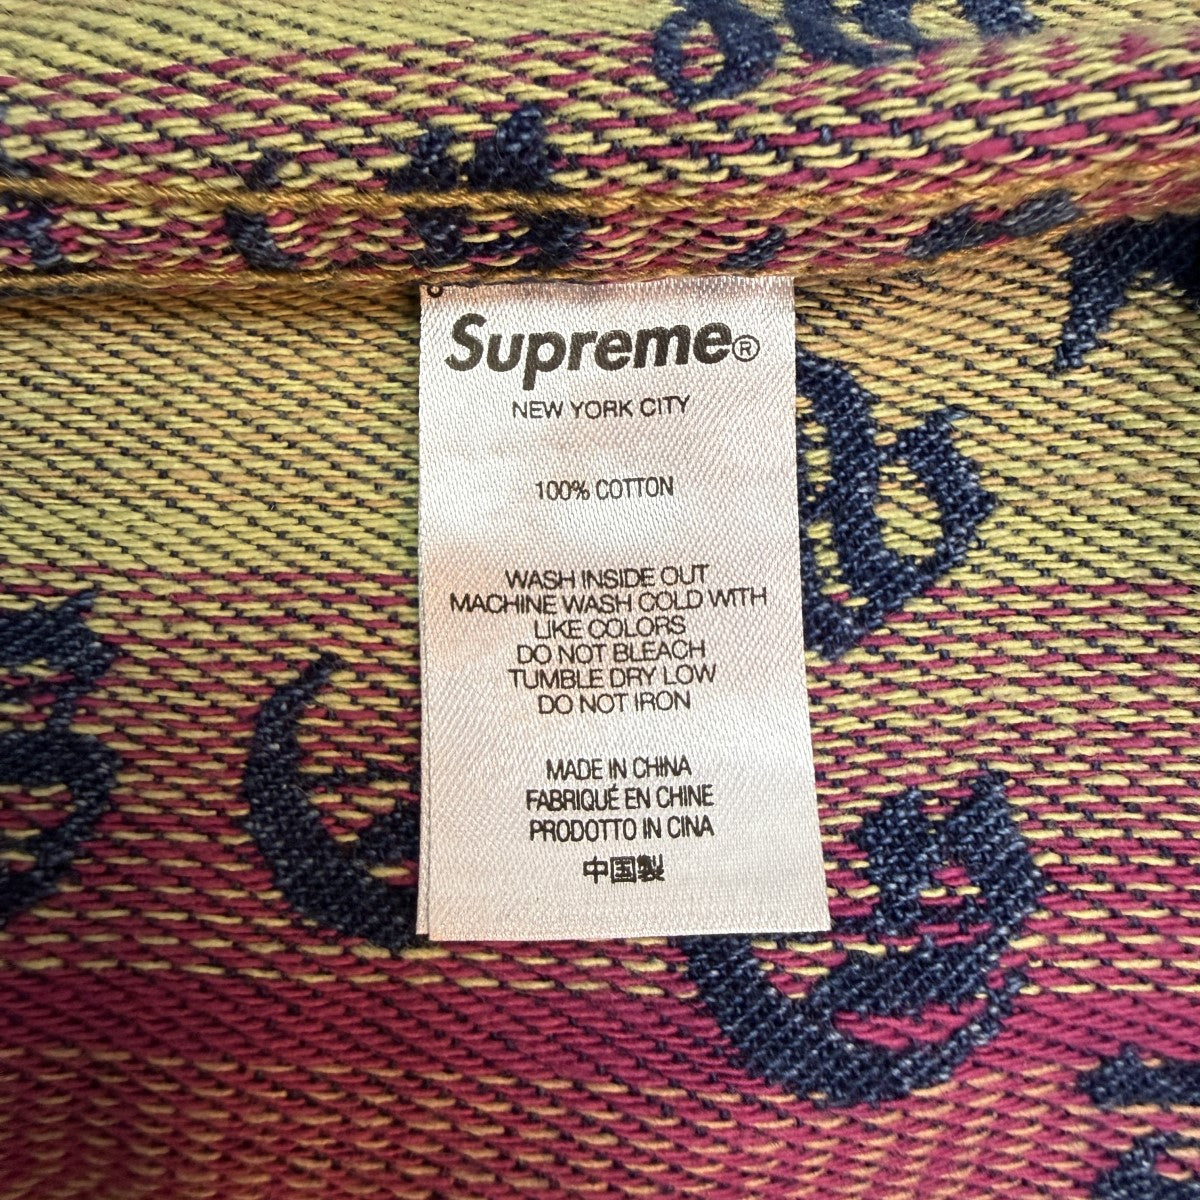 Supreme®
NEW YORK CITY
100% COTTON
WASH INSIDE OUT
MACHINE WASH COLD WITH
LIKE COLORS
DO NOT BLEACH
TUMBLE DRY LOW
DO NOT IRON
MADE IN CHINA
FABRIQUÉ EN CHINE
PRODOTTO IN CINA
中国製